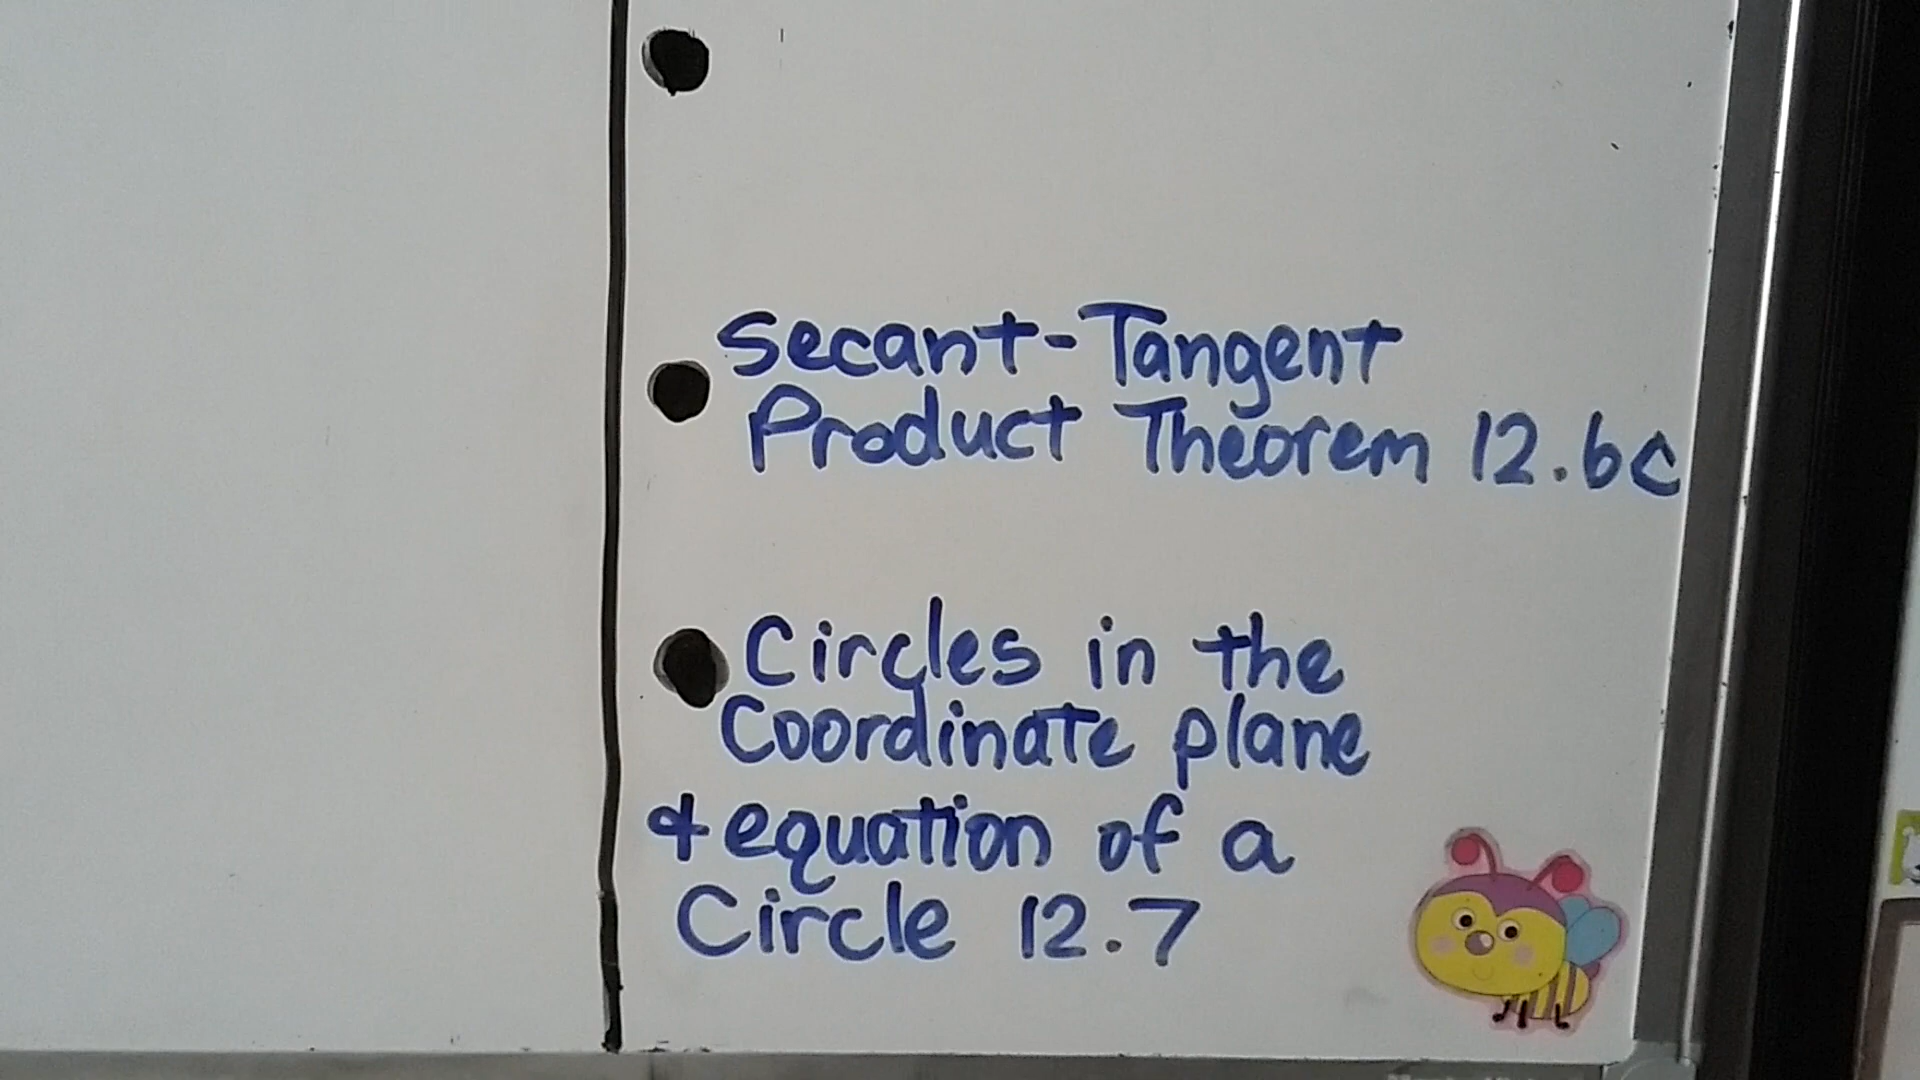 Secant-Tangent
Product Theorem 12.6c
Circles in the
Coordinate plane
& equation of a
Circle 12.7